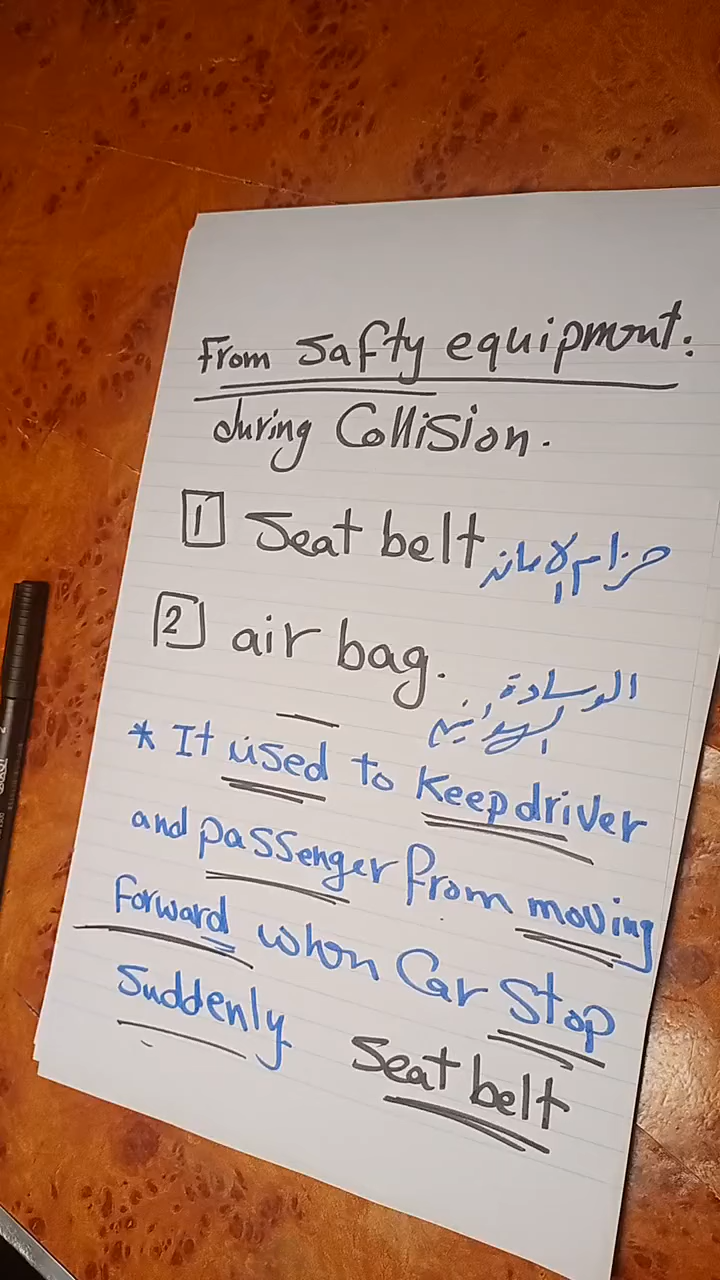 From Safty equipment:
during Collision.
1 Seat belt حزام الامان
2 air bag.
الوسادة
الهوائية
* It used to Keep driver
and passenger from moving
forward when Car Stop
Suddenly Seat belt